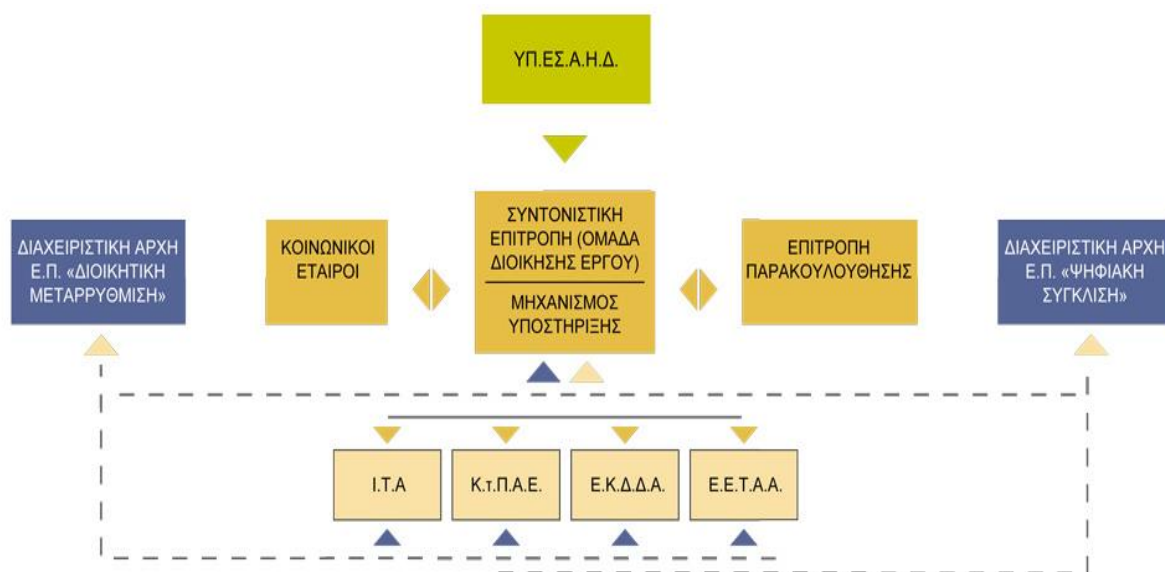 ΥΠ.ΕΣ.Α.Η.Δ.
ΔΙΑΧΕΙΡΙΣΤΙΚΗ ΑΡΧΗ
Ε.Π. «ΔΙΟΙΚΗΤΙΚΗ
ΜΕΤΑΡΡΥΘΜΙΣΗ»
ΚΟΙΝΩΝΙΚΟΙ
ΕΤΑΙΡΟΙ
ΣΥΝΤΟΝΙΣΤΙΚΗ
ΕΠΙΤΡΟΠΗ (ΟΜΑΔΑ
ΔΙΟΙΚΗΣΗΣ ΕΡΓΟΥ)
ΜΗΧΑΝΙΣΜΟΣ
ΥΠΟΣΤΗΡΙΞΗΣ
ΕΠΙΤΡΟΠΗ
ΠΑΡΑΚΟΥΛΟΥΘΗΣΗΣ
ΔΙΑΧΕΙΡΙΣΤΙΚΗ ΑΡΧΗ
Ε.Π. «ΨΗΦΙΑΚΗ
ΣΥΓΚΛΙΣΗ»
Ι.Τ.Α
Κ.τ.Π.Α.Ε.
Ε.Κ.Δ.Δ.Α.
Ε.Ε.Τ.Α.Α.